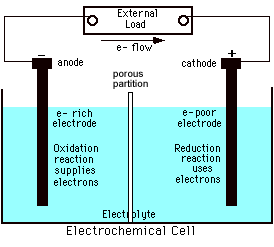 External
Load
e- flow
−
+
anode
cathode
porous
partition
e- rich
electrode
e-poor
electrode
Oxidation
reaction
supplies
electrons
Reduction
reaction
uses
electrons
Electrolyte
Electrochemical Cell